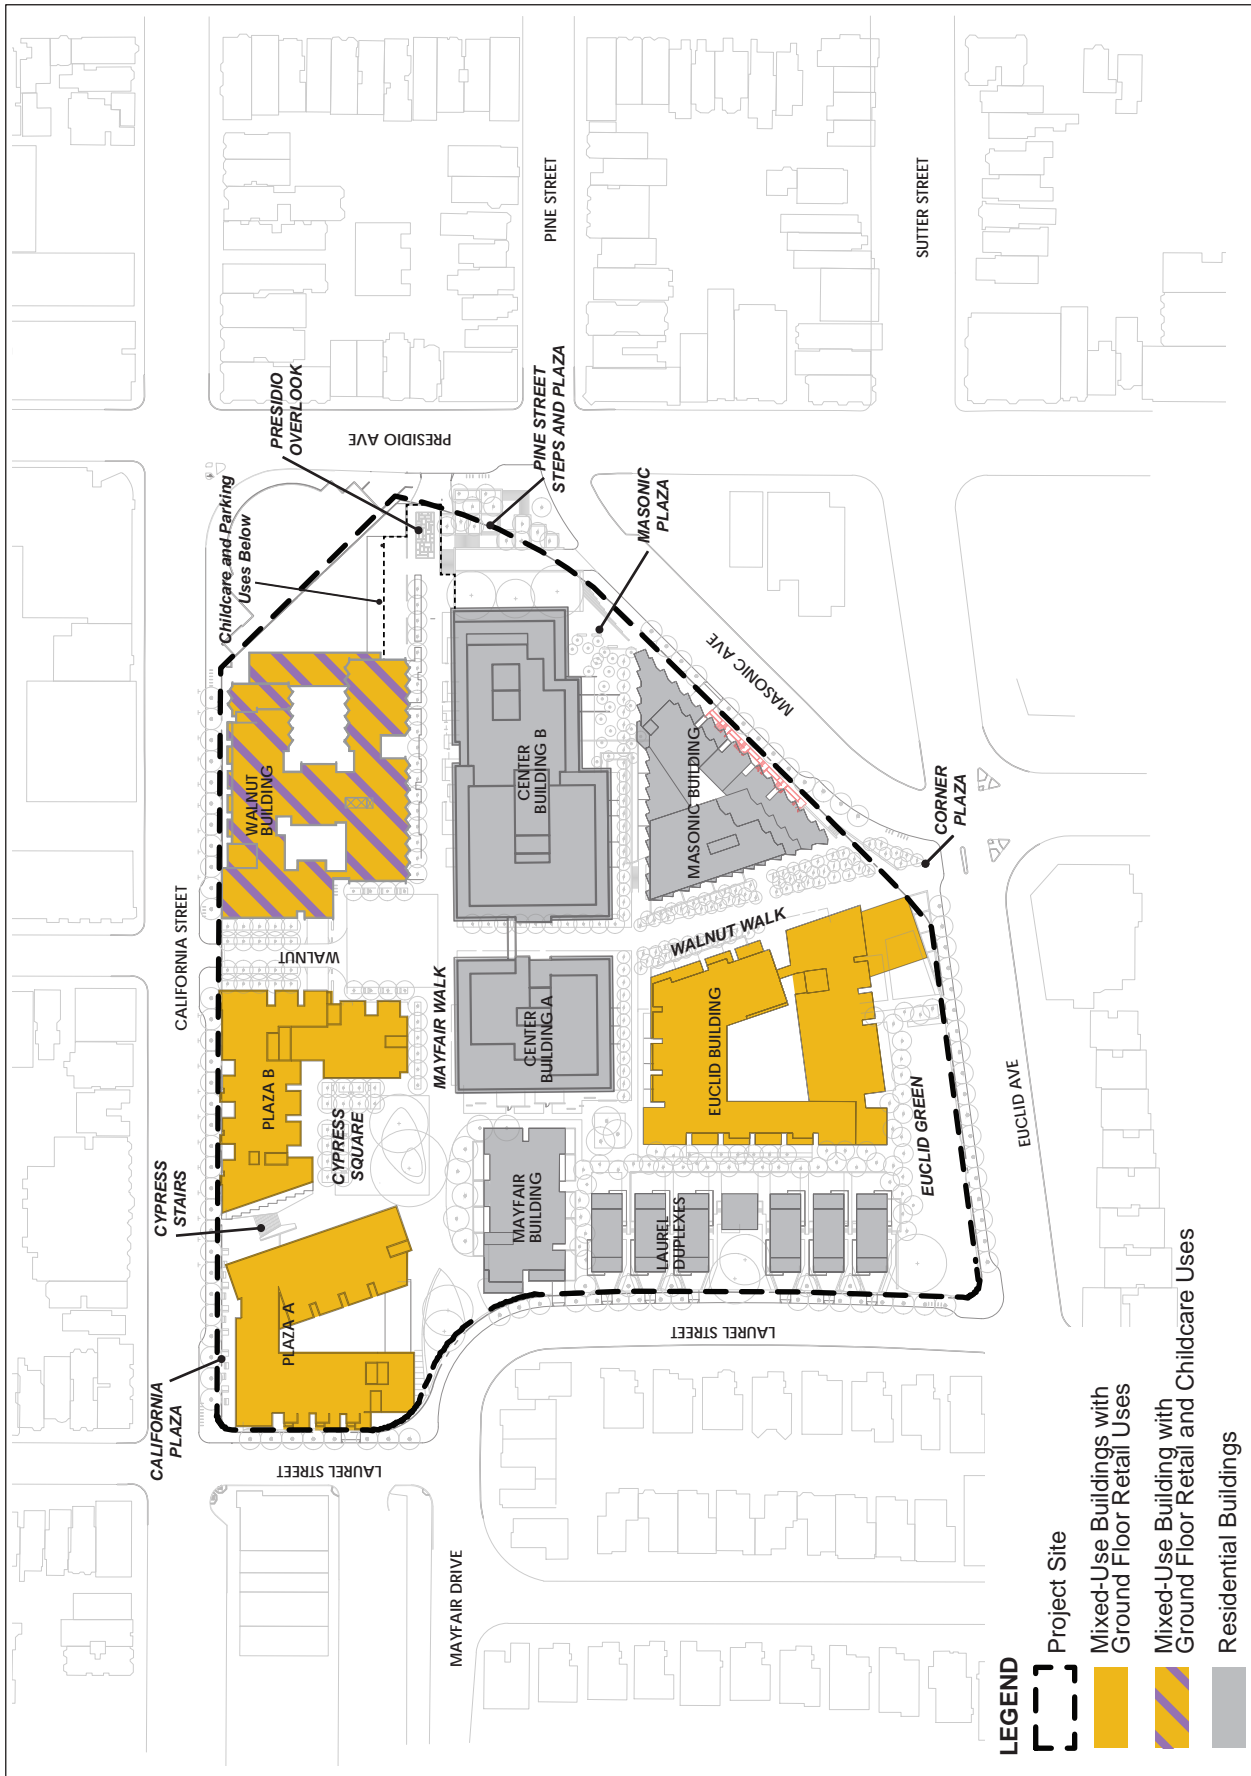 CALIFORNIA
PLAZA
CYPRESS
STAIRS
CALIFORNIA STREET
Childcare and Parking
Uses Below
PRESIDIO
OVERLOOK
PINE STREET
STEPS AND PLAZA
PRESIDIO AVE
PINE STREET
SUTTER STREET
MASONIC
PLAZA
MASONIC AVE
CORNER
PLAZA
LAUREL STREET
PLAZA A
PLAZA B
WALNUT
WALNUT
BUILDING
CYPRESS
SQUARE
MAYFAIR WALK
MAYFAIR DRIVE
MAYFAIR
BUILDING
CENTER
BUILDING A
CENTER
BUILDING B
LAUREL
DUPLEXES
EUCLID BUILDING
WALNUT WALK
MASONIC BUILDING
LAUREL STREET
EUCLID GREEN
EUCLID AVE
LEGEND
Project Site
Mixed-Use Buildings with
Ground Floor Retail Uses
Mixed-Use Building with
Ground Floor Retail and Childcare Uses
Residential Buildings